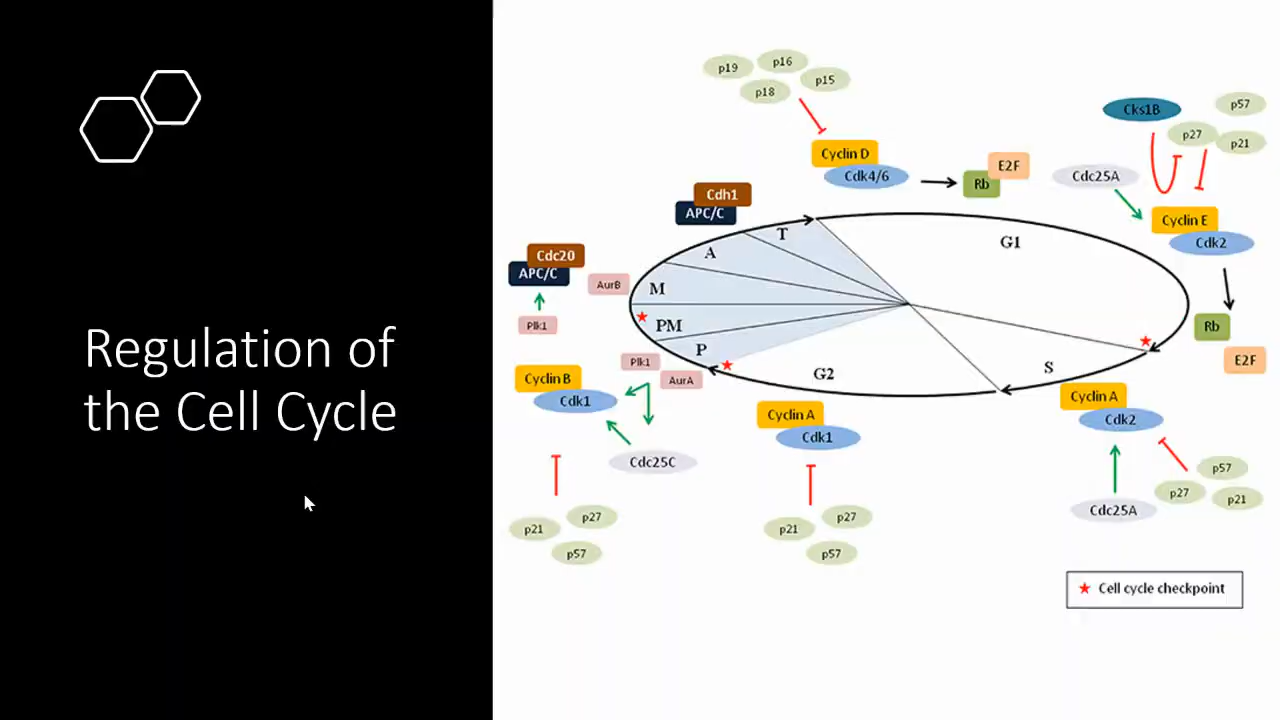 Regulation of
the Cell Cycle
p19
p16
p15
p18
Cyclin D
Cdk4/6
Rb
E2F
Cks1B
p57
p27
p21
Cdc25A
Cyclin E
Cdk2
Rb
E2F
Cdh1
APC/C
Cdc20
APC/C
Plk1
AurB
T
A
M
PM
P
G1
S
G2
Plk1
AurA
Cyclin B
Cdk1
Cdc25C
p21
p27
p57
Cyclin A
Cdk1
p21
p27
p57
Cyclin A
Cdk2
Cdc25A
p57
p27
p21
Cell cycle checkpoint